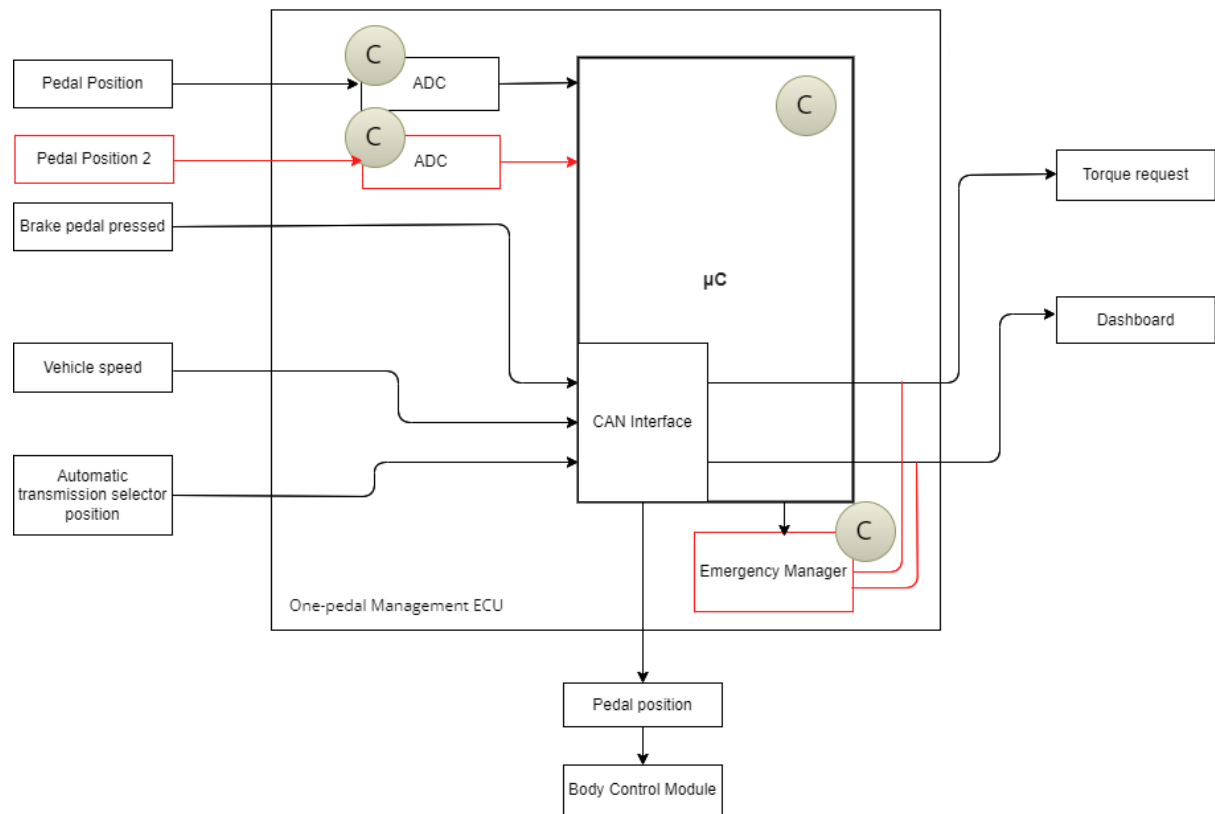 C
Pedal Position
ADC
C
C
Pedal Position 2
ADC
Torque request
Brake pedal pressed
µC
Dashboard
Vehicle speed
CAN Interface
Automatic
transmission selector
position
C
Emergency Manager
One-pedal Management ECU
Pedal position
Body Control Module